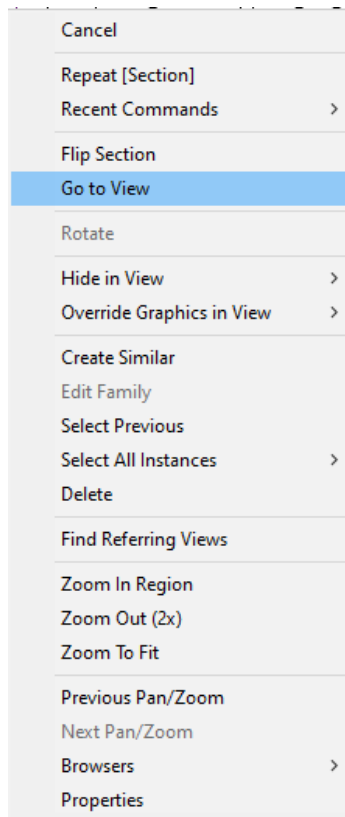 Cancel
Repeat [Section]
Recent Commands
Flip Section
Go to View
Rotate
Hide in View
Override Graphics in View
Create Similar
Edit Family
Select Previous
Select All Instances
Delete
Find Referring Views
Zoom In Region
Zoom Out (2x)
Zoom To Fit
Previous Pan/Zoom
Next Pan/Zoom
Browsers
Properties